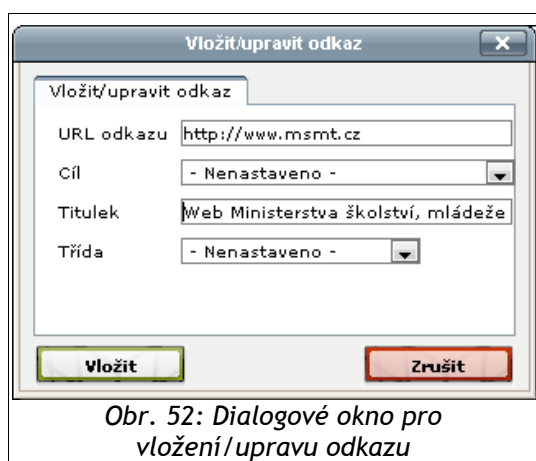 Vložit/upravit odkaz
Vložit/upravit odkaz
URL odkazu http://www.msmt.cz
Cíl - Nenastaveno -
Titulek Web Ministerstva školství, mládeže
Třída - Nenastaveno -
Vložit Zrušit
Obr. 52: Dialogové okno pro
vložení/upravu odkazu